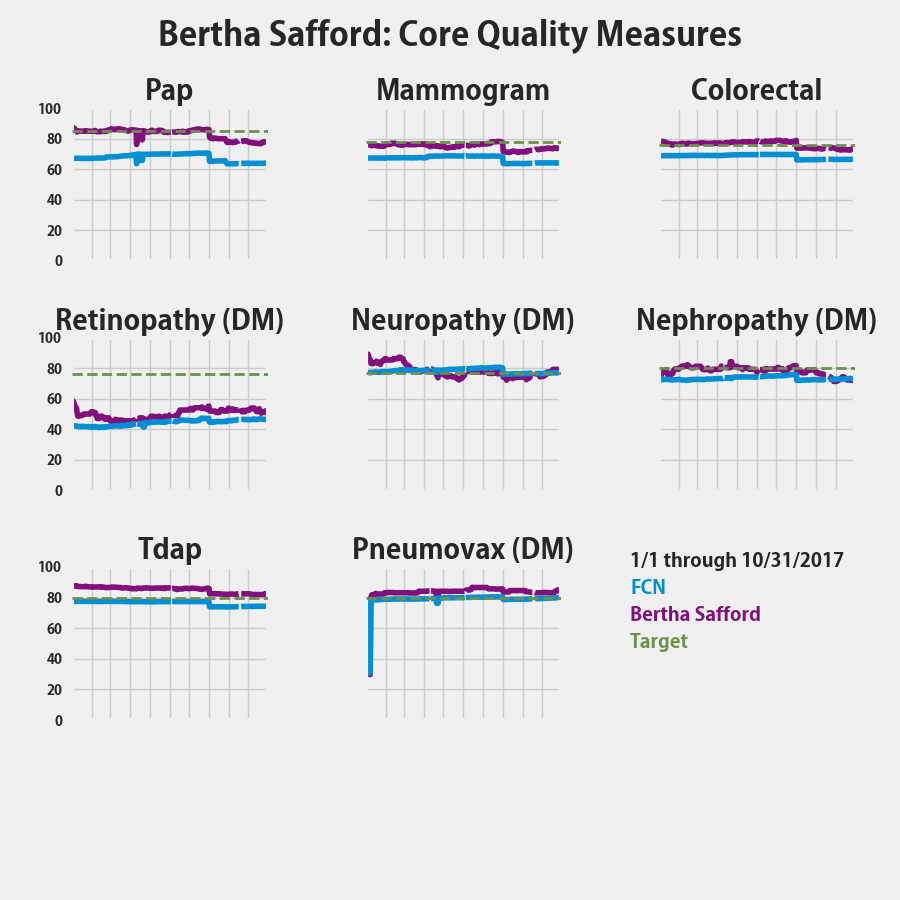 Bertha Safford: Core Quality Measures
Pap
Mammogram
Colorectal
100
80
60
40
20
0
Retinopathy (DM)
Neuropathy (DM)
Nephropathy (DM)
100
80
60
40
20
0
Tdap
Pneumovax (DM)
100
80
60
40
20
0
1/1 through 10/31/2017
FCN
Bertha Safford
Target